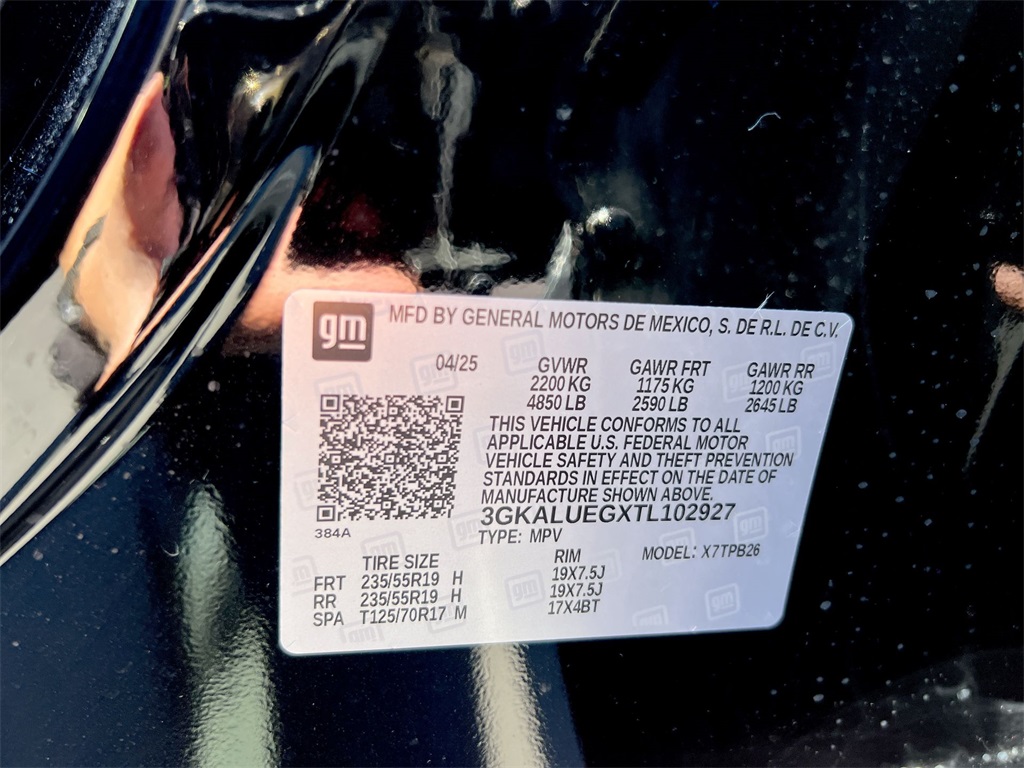 gm MFD BY GENERAL MOTORS DE MEXICO, S. DE R.L. DE C.V.
04/25 GVWR GAWR FRT GAWR RR
2200 KG 1175 KG 1200 KG
4850 LB 2590 LB 2645 LB
THIS VEHICLE CONFORMS TO ALL
APPLICABLE U.S. FEDERAL MOTOR
VEHICLE SAFETY AND THEFT PREVENTION
STANDARDS IN EFFECT ON THE DATE OF
MANUFACTURE SHOWN ABOVE.
3GKALUEGXTL102927
384A
TYPE: MPV
TIRE SIZE RIM MODEL: X7TPB26
FRT 235/55R19 H 19X7.5J
RR 235/55R19 H 19X7.5J
SPA T125/70R17 M 17X4BT